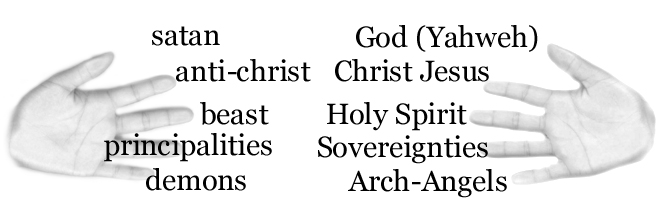 satan God (Yahweh)
anti-christ Christ Jesus
beast Holy Spirit
principalities Sovereignties
demons Arch-Angels